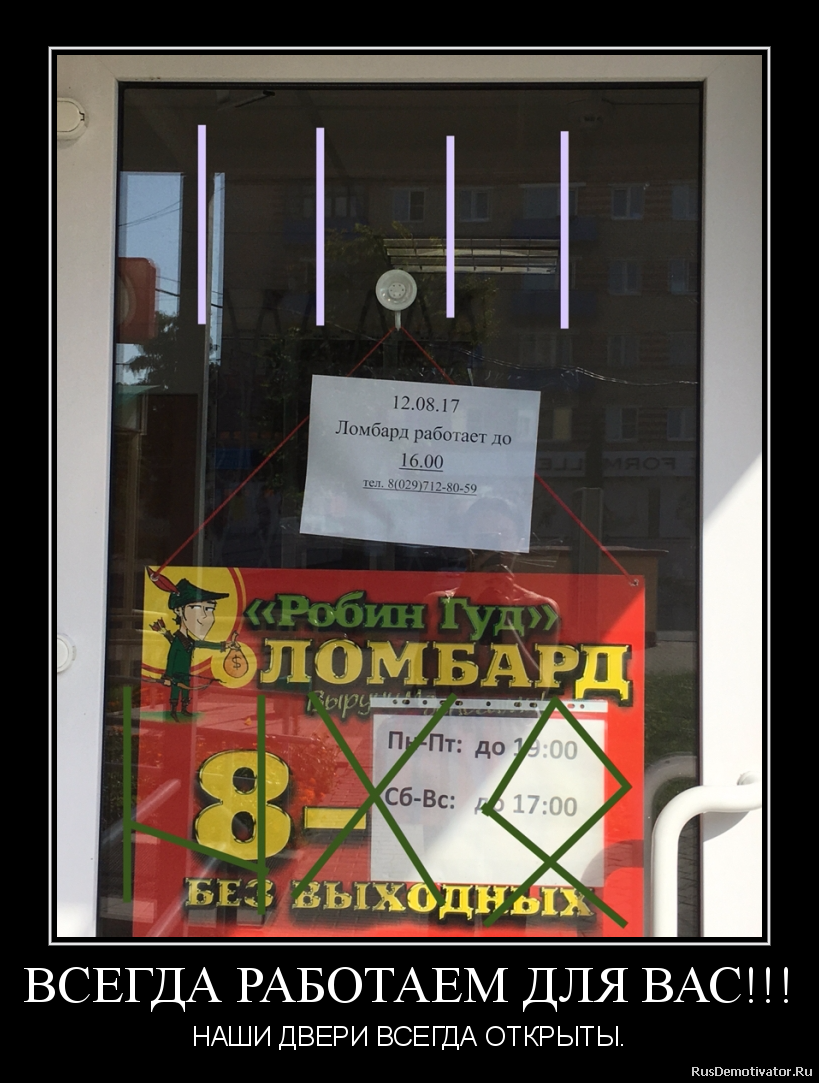 12.08.17
Ломбард работает до
16.00
тел. 8(029)712-80-59
«Робин Гуд»
ЛОМБАРД
$
Пн-Пт: до 19:00
8-
Сб-Вс: до 17:00
БЕЗ ВЫХОДНЫХ
ВСЕГДА РАБОТАЕМ ДЛЯ ВАС!!!
НАШИ ДВЕРИ ВСЕГДА ОТКРЫТЫ.
RusDemotivator.Ru